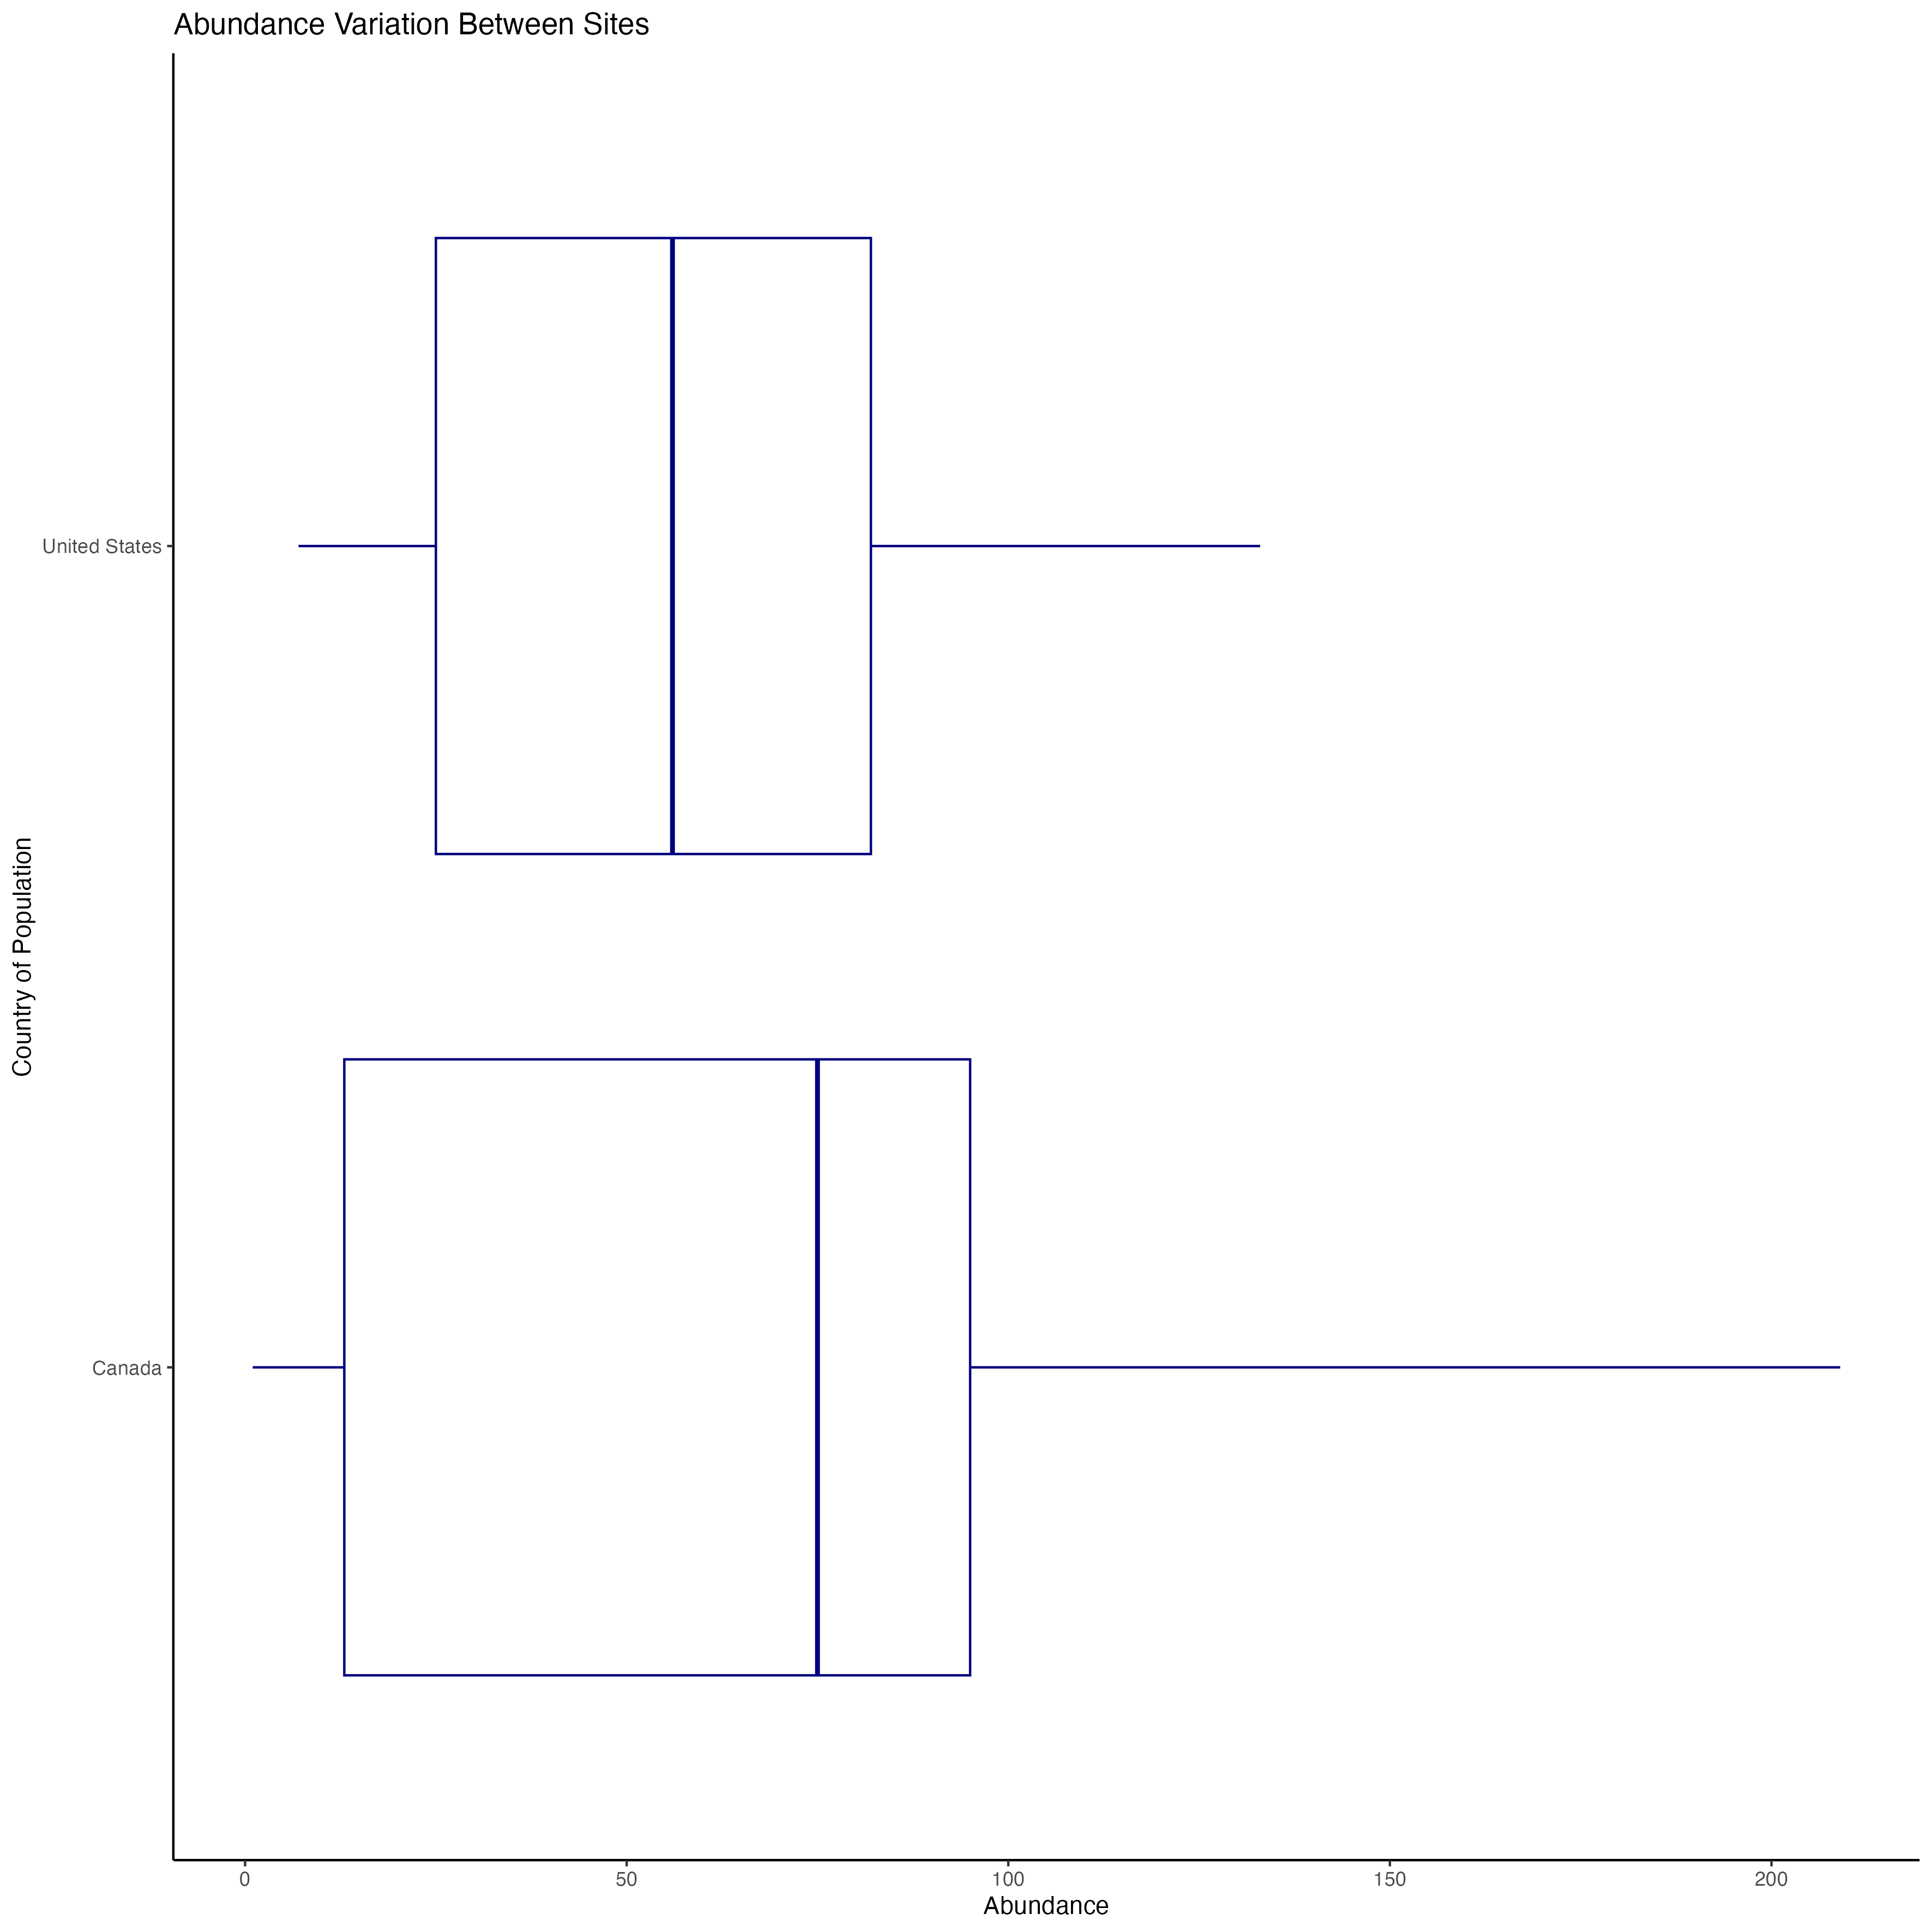 Abundance Variation Between Sites
Country of Population
United States
Canada
0 50 100 150 200
Abundance